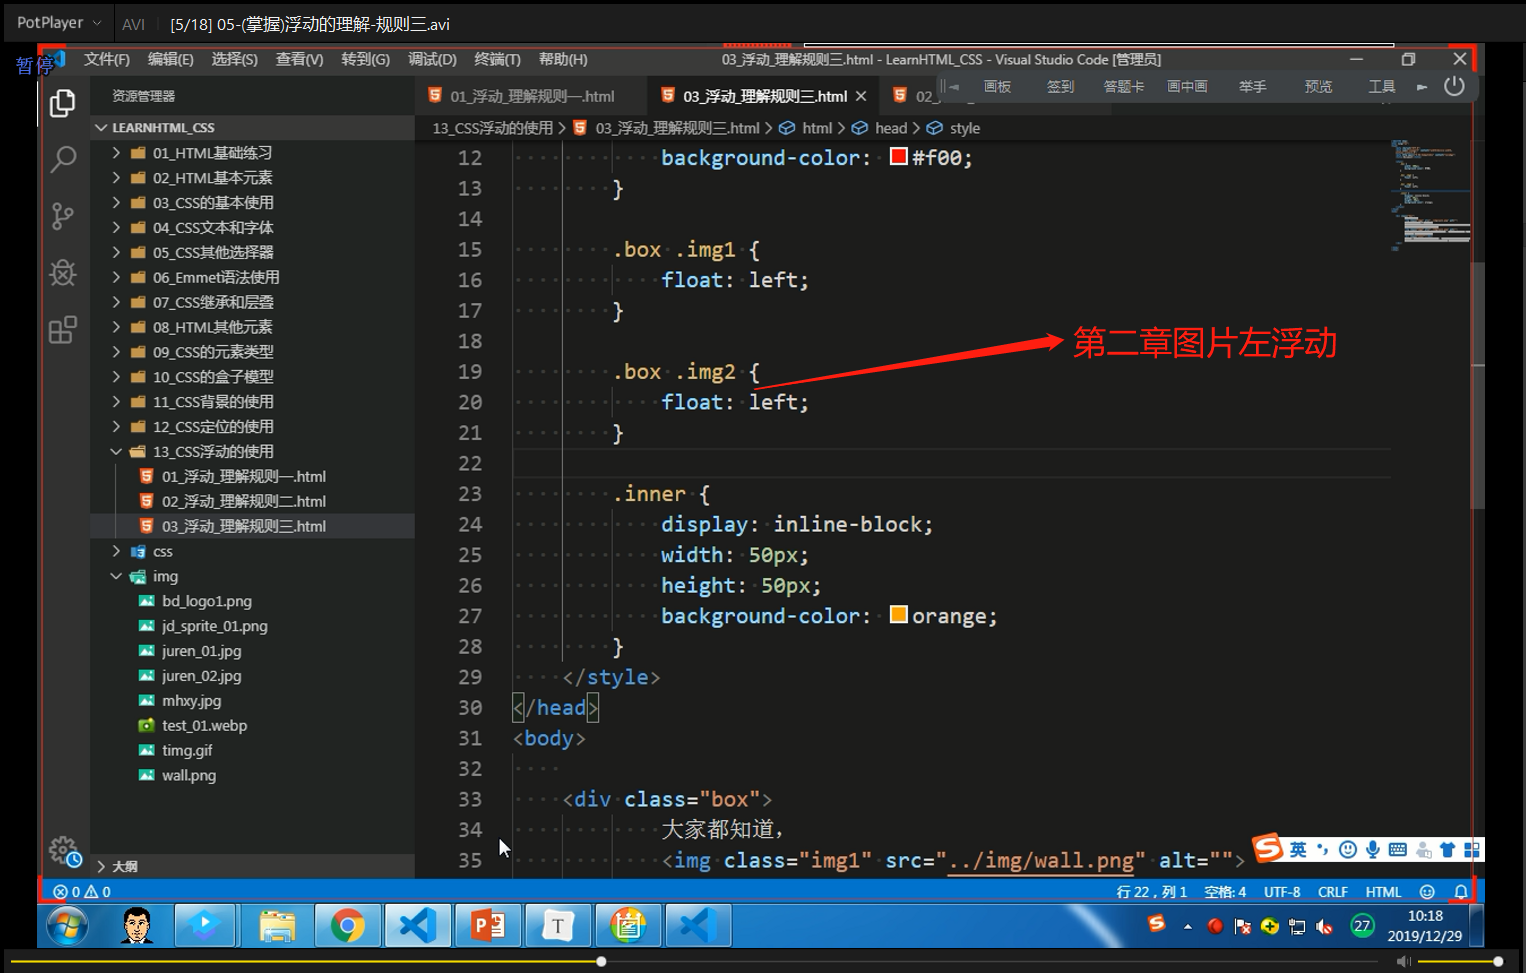 PotPlayer
AVI
[5/18] 05-(掌握)浮动的理解-规则三.avi
暂停
文件(F) 编辑(E) 选择(S) 查看(V) 转到(G) 调试(D) 终端(T) 帮助(H)
03_浮动_理解规则三.html - LearnHTML_CSS - Visual Studio Code [管理员]
画板 签到 答题卡 画中画 举手 预览 工具
资源管理器
01_浮动_理解规则一.html
03_浮动_理解规则三.html
02_
13_CSS浮动的使用 > 03_浮动_理解规则三.html > html > head > style
LEARNHTML_CSS
01_HTML基础练习
02_HTML基本元素
03_CSS的基本使用
04_CSS文本和字体
05_CSS其他选择器
06_Emmet语法使用
07_CSS继承和层叠
08_HTML其他元素
09_CSS的元素类型
10_CSS的盒子模型
11_CSS背景的使用
12_CSS定位的使用
13_CSS浮动的使用
01_浮动_理解规则一.html
02_浮动_理解规则二.html
03_浮动_理解规则三.html
css
img
bd_logo1.png
jd_sprite_01.png
juren_01.jpg
juren_02.jpg
mhxy.jpg
test_01.webp
timg.gif
wall.png
大纲
12 background-color: #f00;
13 }
14
15 .box .img1 {
16 float: left;
17 }
18
19 .box .img2 {
20 float: left;
21 }
22
23 .inner {
24 display: inline-block;
25 width: 50px;
26 height: 50px;
27 background-color: orange;
28 }
29 </style>
30 </head>
31 <body>
32
33 <div class="box">
34 大家都知道,
35 <img class="img1" src="../img/wall.png" alt="">
第二章图片左浮动
英
0 0
行 22，列 1 空格: 4 UTF-8 CRLF HTML
27
10:18
2019/12/29